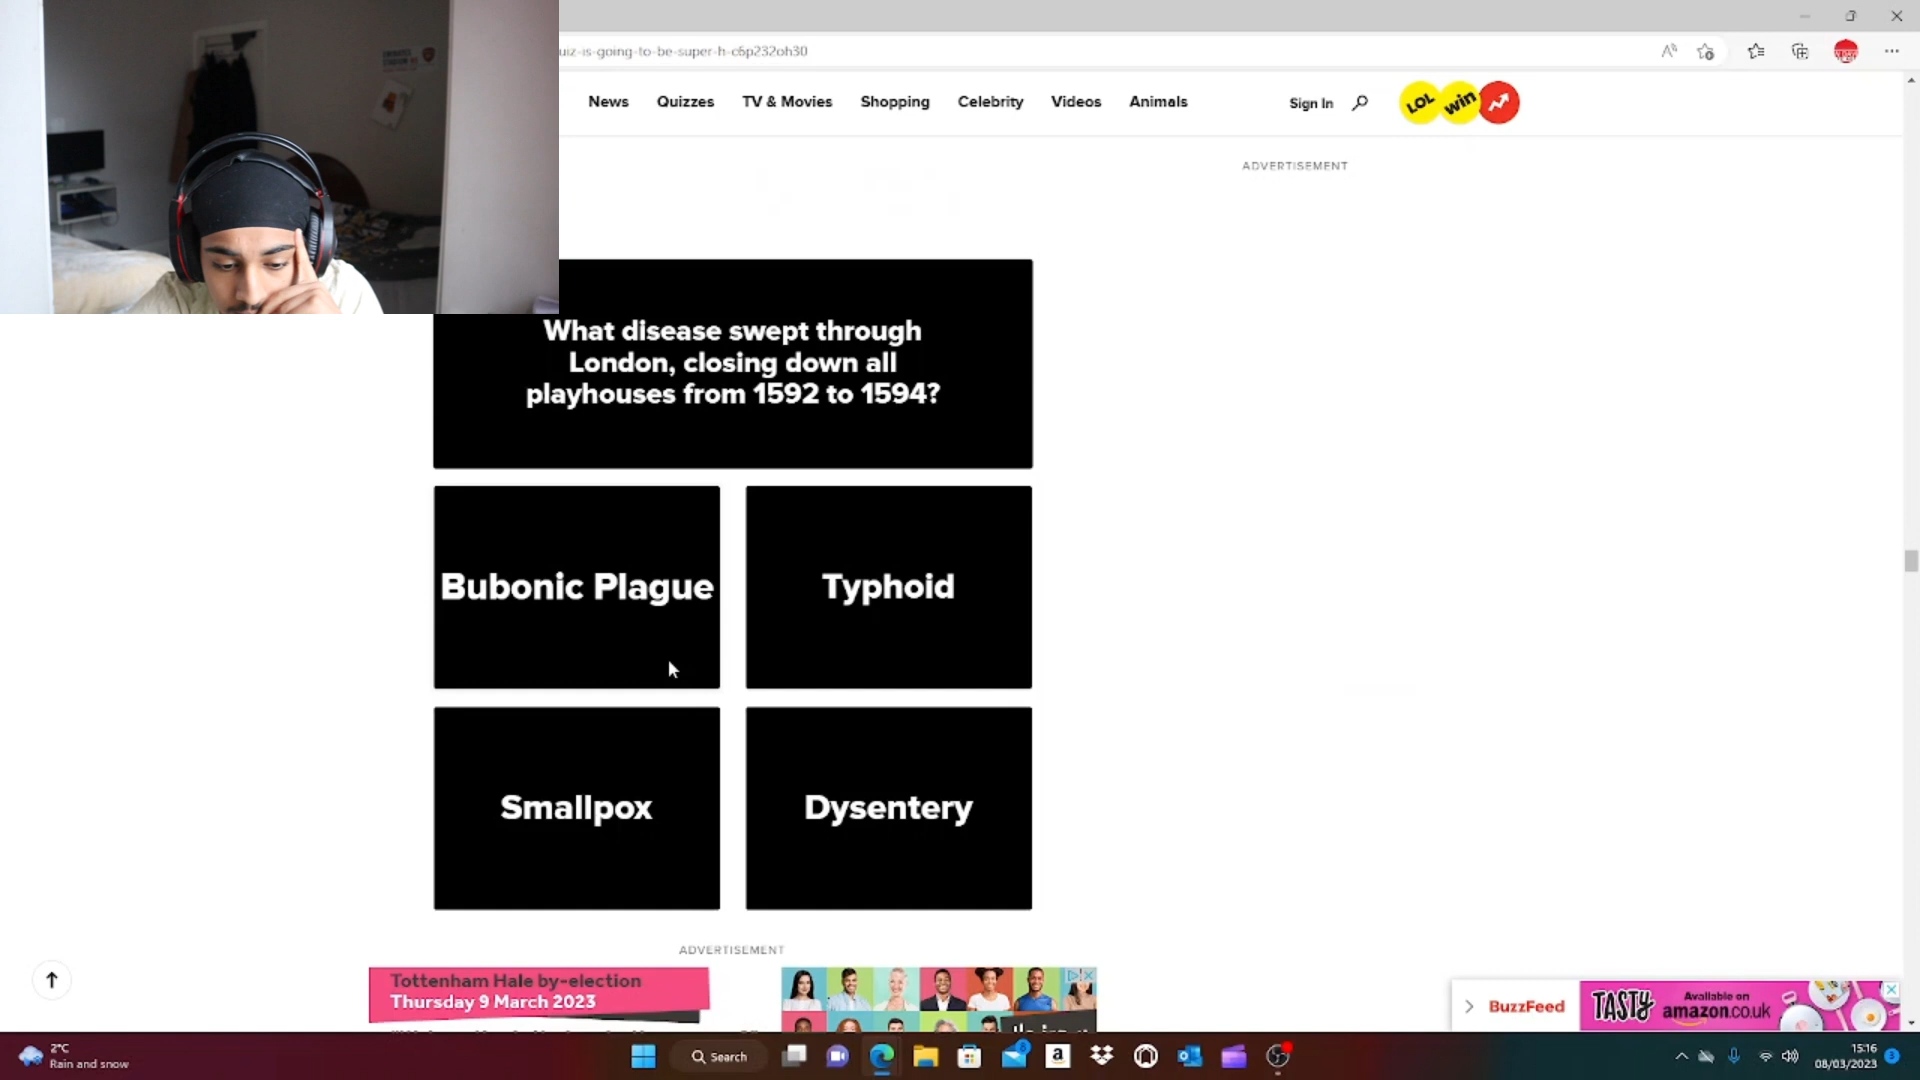 uiz-is-going-to-be-super-h-c6p232oh30
News Quizzes TV & Movies Shopping Celebrity Videos Animals
Sign In
LOL win
ADVERTISEMENT
What disease swept through
London, closing down all
playhouses from 1592 to 1594?
Bubonic Plague
Typhoid
Smallpox
Dysentery
ADVERTISEMENT
Tottenham Hale by-election
Thursday 9 March 2023
BuzzFeed
TASTY
Available on
amazon.co.uk
2°C
Rain and snow
Search
15:16
08/03/2023